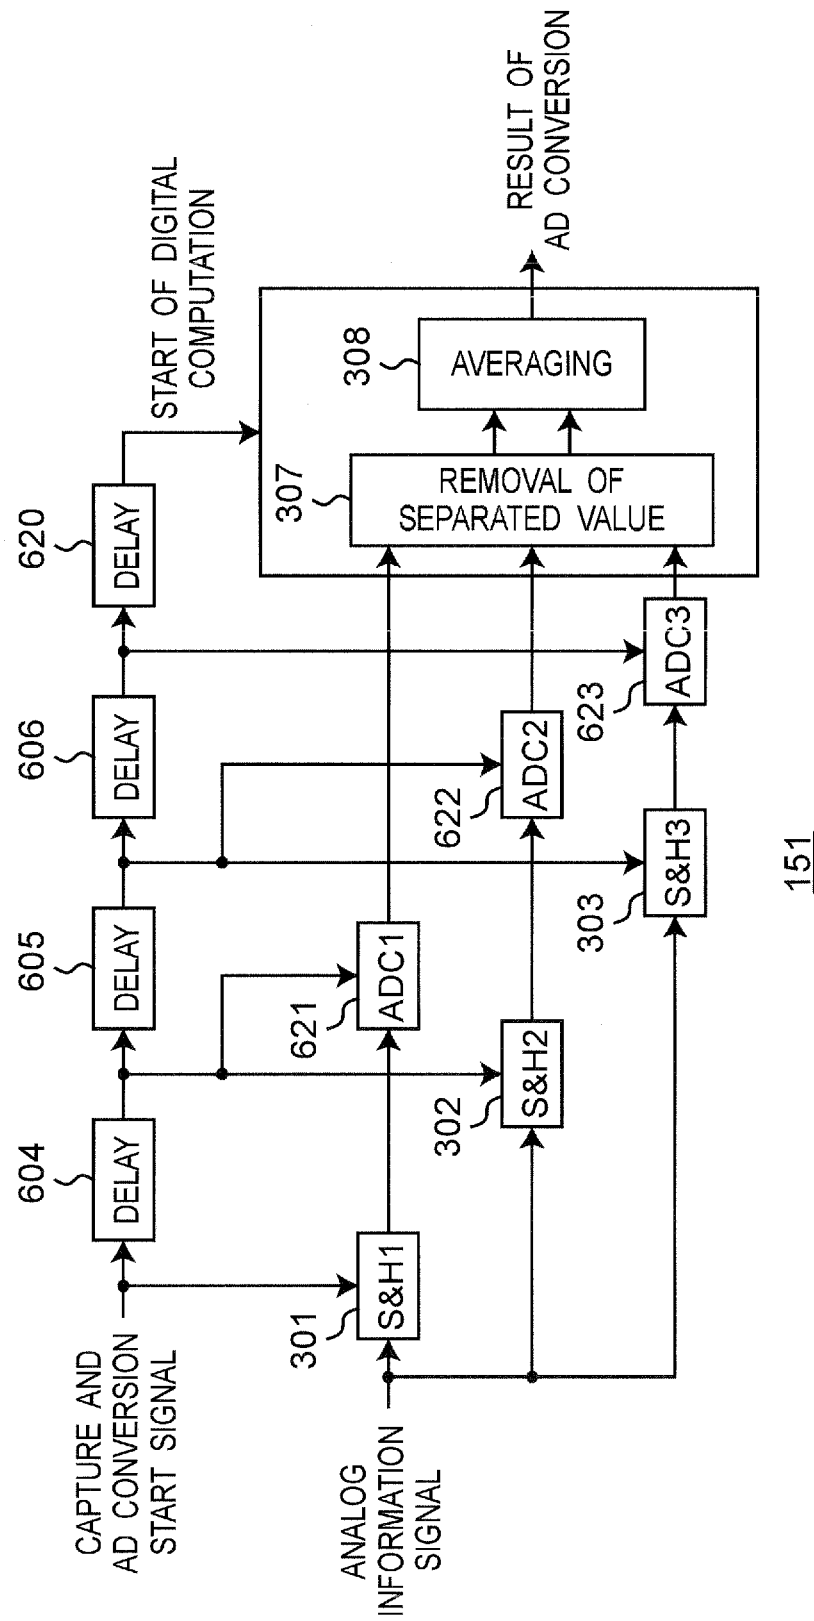 CAPTURE AND
AD CONVERSION
START SIGNAL
604
DELAY
605
DELAY
606
DELAY
620
DELAY
START OF DIGITAL
COMPUTATION
ANALOG
INFORMATION
SIGNAL
301
S&H1
621
ADC1
302
S&H2
622
ADC2
303
S&H3
623
ADC3
307
REMOVAL OF
SEPARATED VALUE
308
AVERAGING
RESULT OF
AD CONVERSION
151